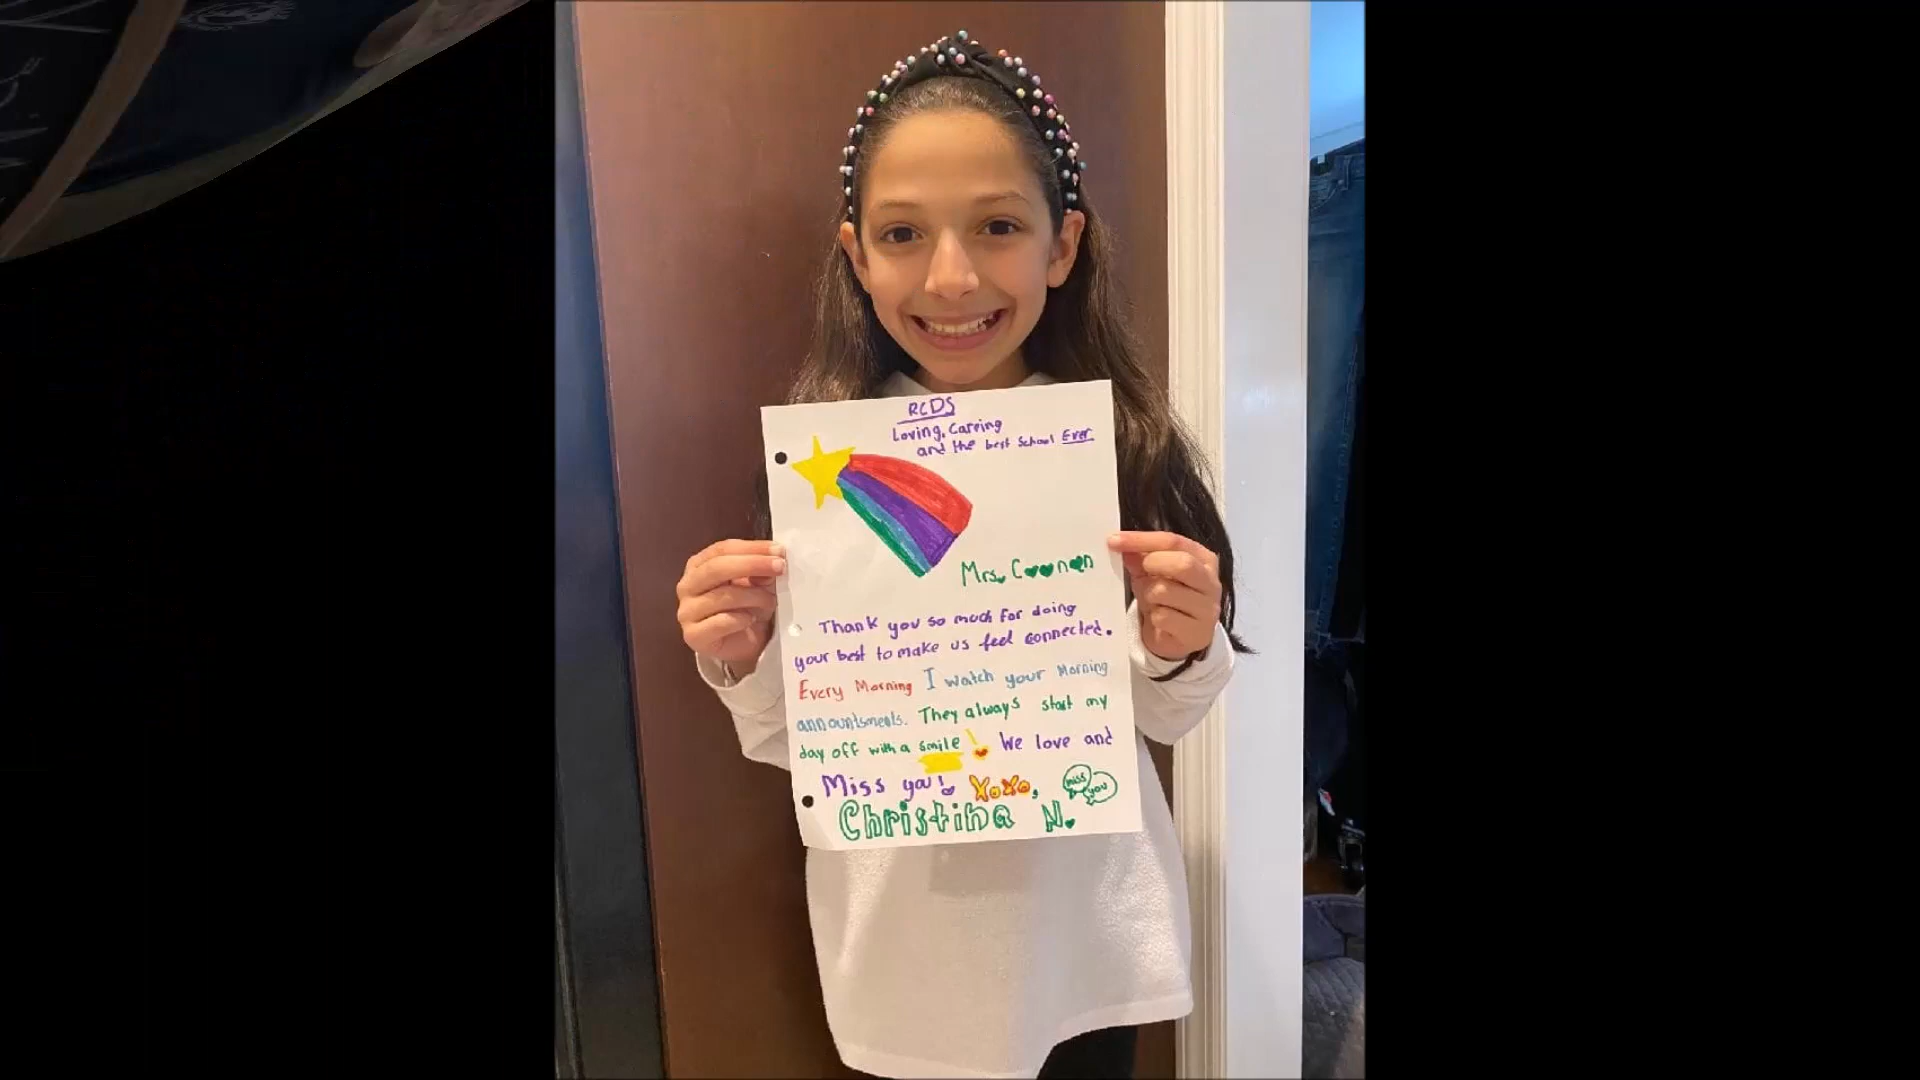 RCDS
Loving, Careing
and the best School Ever
Mrs. Coonan
Thank you so much for doing
your best to make us feel connected.
Every Morning I watch your Morning
annountsments. They always start my
day off with a smile! We love and
Miss you! XoXo,
miss
you
Christina N.